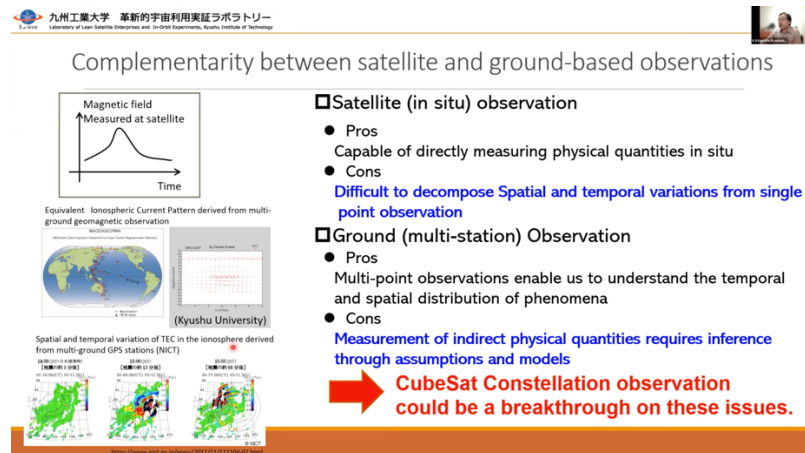 九州工業大学 革新的宇宙利用実証ラボラトリー
Laboratory of Lean Satellite Enterprises and In-Orbit Experiments, Kyushu Institute of Technology
Complementarity between satellite and ground-based observations
Magnetic field
Measured at satellite
Time
Equivalent Ionospheric Current Pattern derived from multi-
ground geomagnetic observation
(Kyushu University)
Spatial and temporal variation of TEC in the ionosphere derived
from multi-ground GPS stations (NICT)
© NICT
Satellite (in situ) observation
Pros
Capable of directly measuring physical quantities in situ
Cons
Difficult to decompose Spatial and temporal variations from single
point observation
Ground (multi-station) Observation
Pros
Multi-point observations enable us to understand the temporal
and spatial distribution of phenomena
Cons
Measurement of indirect physical quantities requires inference
through assumptions and models
CubeSat Constellation observation
could be a breakthrough on these issues.